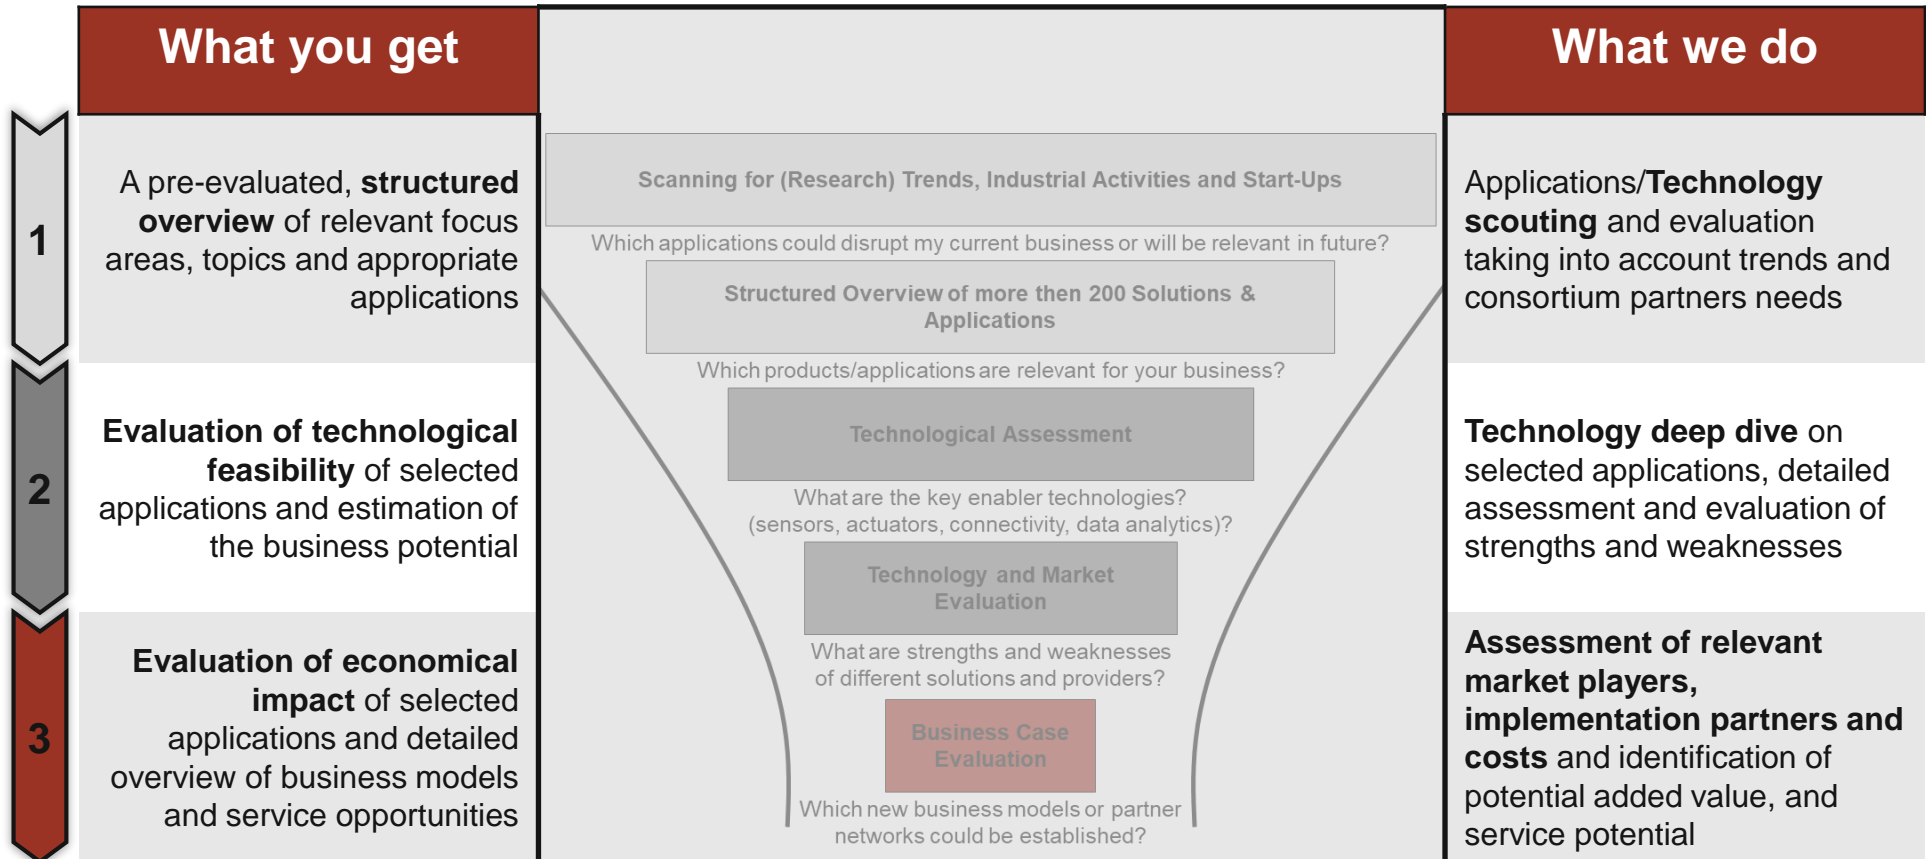 What you get
What we do
1
A pre-evaluated, structured
overview of relevant focus
areas, topics and appropriate
applications
Scanning for (Research) Trends, Industrial Activities and Start-Ups
Which applications could disrupt my current business or will be relevant in future?
Structured Overview of more then 200 Solutions &
Applications
Which products/applications are relevant for your business?
Applications/Technology
scouting and evaluation
taking into account trends and
consortium partners needs
2
Evaluation of technological
feasibility of selected
applications and estimation of
the business potential
Technological Assessment
What are the key enabler technologies?
(sensors, actuators, connectivity, data analytics)?
Technology and Market
Evaluation
What are strengths and weaknesses
of different solutions and providers?
Technology deep dive on
selected applications, detailed
assessment and evaluation of
strengths and weaknesses
3
Evaluation of economical
impact of selected
applications and detailed
overview of business models
and service opportunities
Business Case
Evaluation
Which new business models or partner
networks could be established?
Assessment of relevant
market players,
implementation partners and
costs and identification of
potential added value, and
service potential